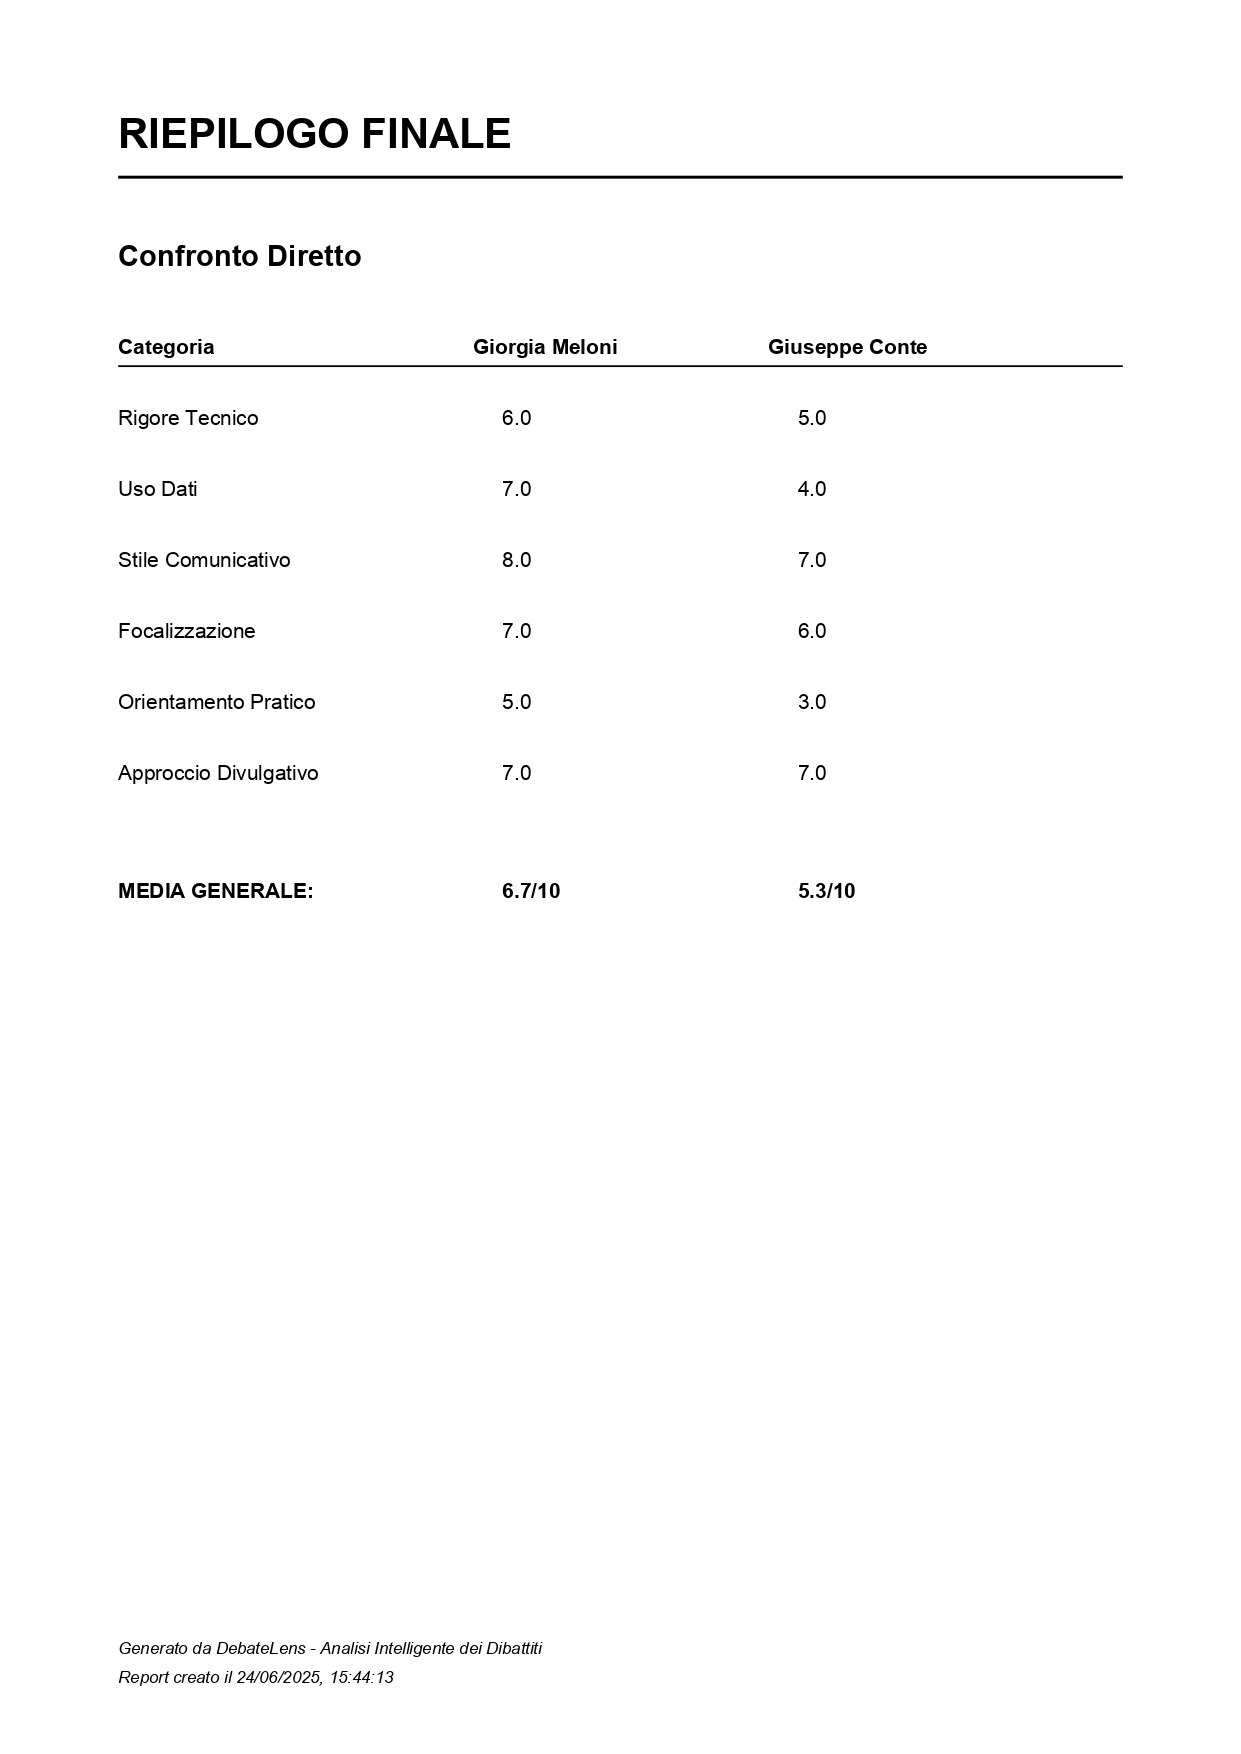 RIEPILOGO FINALE
Confronto Diretto
Categoria Giorgia Meloni Giuseppe Conte
Rigore Tecnico 6.0 5.0
Uso Dati 7.0 4.0
Stile Comunicativo 8.0 7.0
Focalizzazione 7.0 6.0
Orientamento Pratico 5.0 3.0
Approccio Divulgativo 7.0 7.0
MEDIA GENERALE: 6.7/10 5.3/10
Generato da DebateLens - Analisi Intelligente dei Dibattiti
Report creato il 24/06/2025, 15:44:13